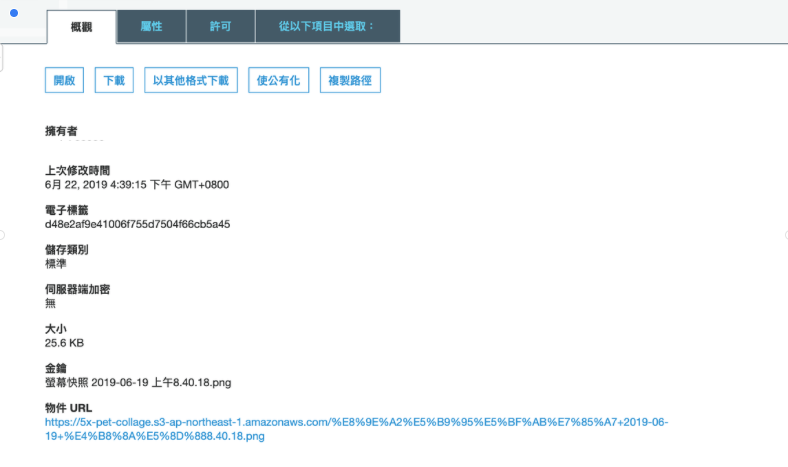 概觀
屬性
許可
從以下項目中選取：
開啟
下載
以其他格式下載
使公有化
複製路徑
擁有者
上次修改時間
6月 22, 2019 4:39:15 下午 GMT+0800
電子標籤
d48e2af9e41006f755d7504f66cb5a45
儲存類別
標準
伺服器端加密
無
大小
25.6 KB
金鑰
螢幕快照 2019-06-19 上午8.40.18.png
物件 URL
https://5x-pet-collage.s3-ap-northeast-1.amazonaws.com/%E8%9E%A2%E5%B9%95%E5%BF%AB%E7%85%A7+2019-06-
19+%E4%B8%8A%E5%8D%888.40.18.png